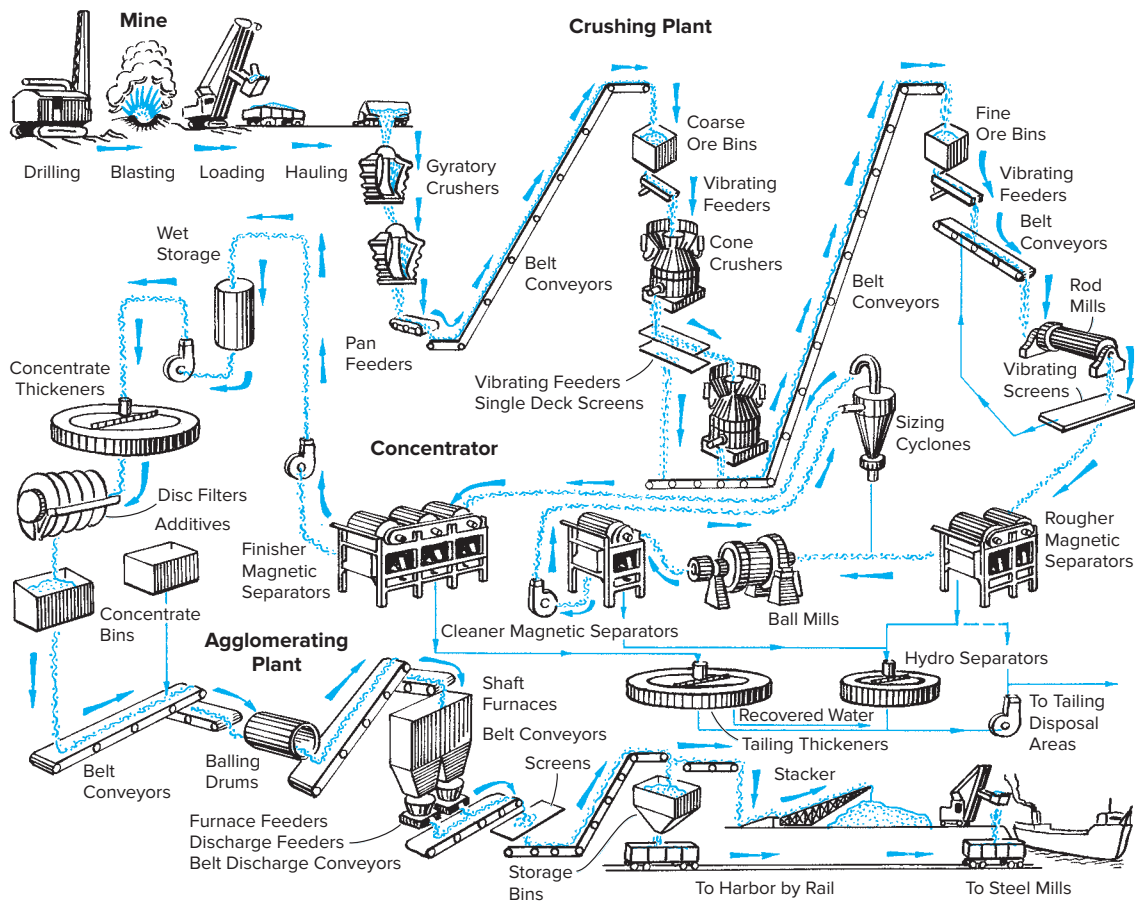 Mine
Crushing Plant
Drilling
Blasting
Loading
Hauling
Gyratory
Crushers
Coarse
Ore Bins
Fine
Ore Bins
Vibrating
Feeders
Vibrating
Feeders
Belt
Conveyors
Wet
Storage
Cone
Crushers
Belt
Conveyors
Belt
Conveyors
Rod
Mills
Pan
Feeders
Concentrate
Thickeners
Vibrating Feeders
Single Deck Screens
Vibrating
Screens
Sizing
Cyclones
Concentrator
Disc Filters
Additives
Finisher
Magnetic
Separators
Rougher
Magnetic
Separators
Concentrate
Bins
Cleaner Magnetic Separators
Ball Mills
Agglomerating
Plant
Hydro Separators
Shaft
Furnaces
Recovered Water
To Tailing
Disposal
Areas
Belt Conveyors
Tailing Thickeners
Belt
Conveyors
Balling
Drums
Screens
Stacker
Furnace Feeders
Discharge Feeders
Belt Discharge Conveyors
Storage
Bins
To Harbor by Rail
To Steel Mills